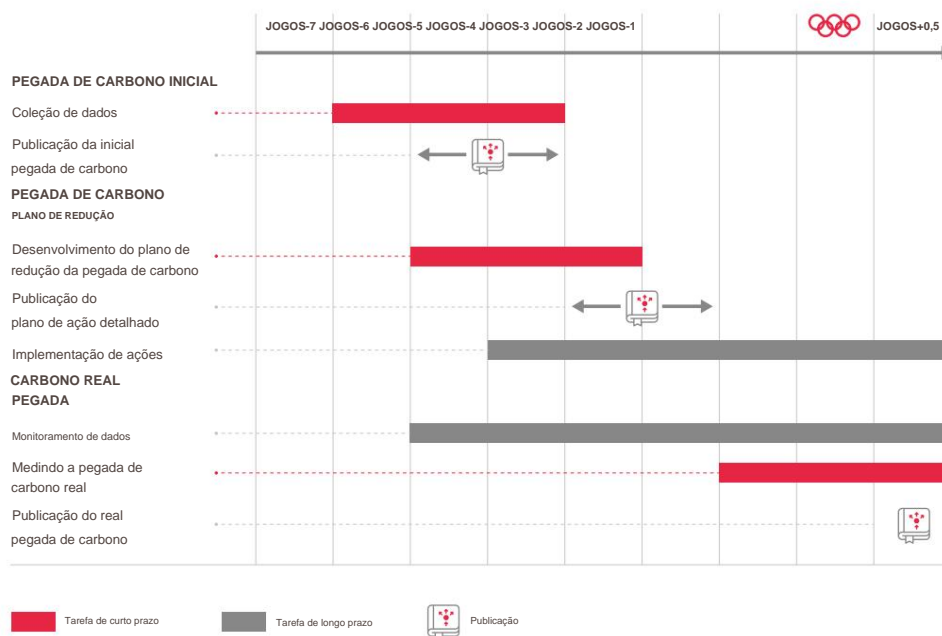 JOGOS-7 JOGOS-6 JOGOS-5 JOGOS-4 JOGOS-3 JOGOS-2 JOGOS-1 JOGOS+0,5
PEGADA DE CARBONO INICIAL
Coleção de dados
Publicação da inicial
pegada de carbono
PEGADA DE CARBONO
PLANO DE REDUÇÃO
Desenvolvimento do plano de
redução da pegada de carbono
Publicação do
plano de ação detalhado
Implementação de ações
CARBONO REAL
PEGADA
Monitoramento de dados
Medindo a pegada de
carbono real
Publicação do real
pegada de carbono
Tarefa de curto prazo Tarefa de longo prazo Publicação